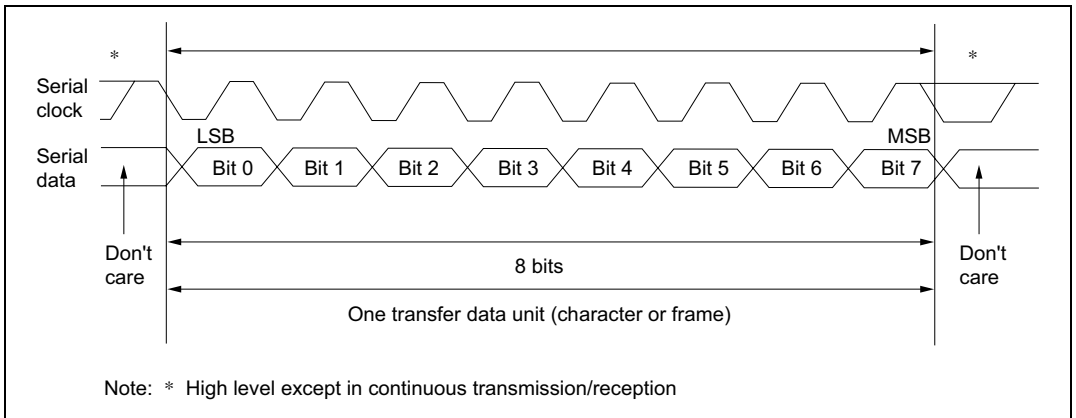 *
*
Serial
clock
LSB
MSB
Serial
data
Bit 0 Bit 1 Bit 2 Bit 3 Bit 4 Bit 5 Bit 6 Bit 7
Don't
care
Don't
care
8 bits
One transfer data unit (character or frame)
Note: * High level except in continuous transmission/reception